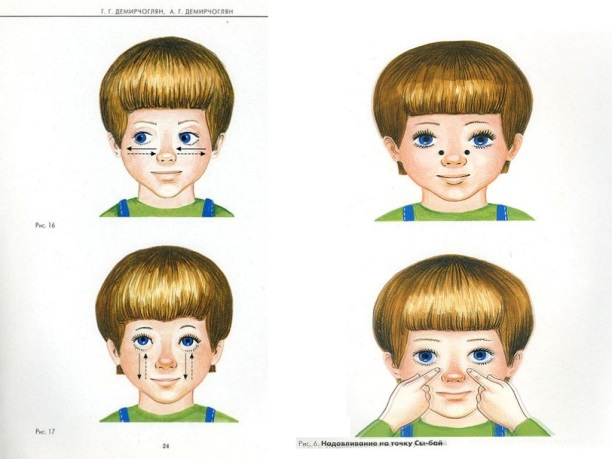 Г. Г. ДЕМИРЧОГЛЯН, А. Г. ДЕМИРЧОГЛЯН
Рис. 16
Рис. 17
24
Рис. 6. Надавливание на точку Сы-бай